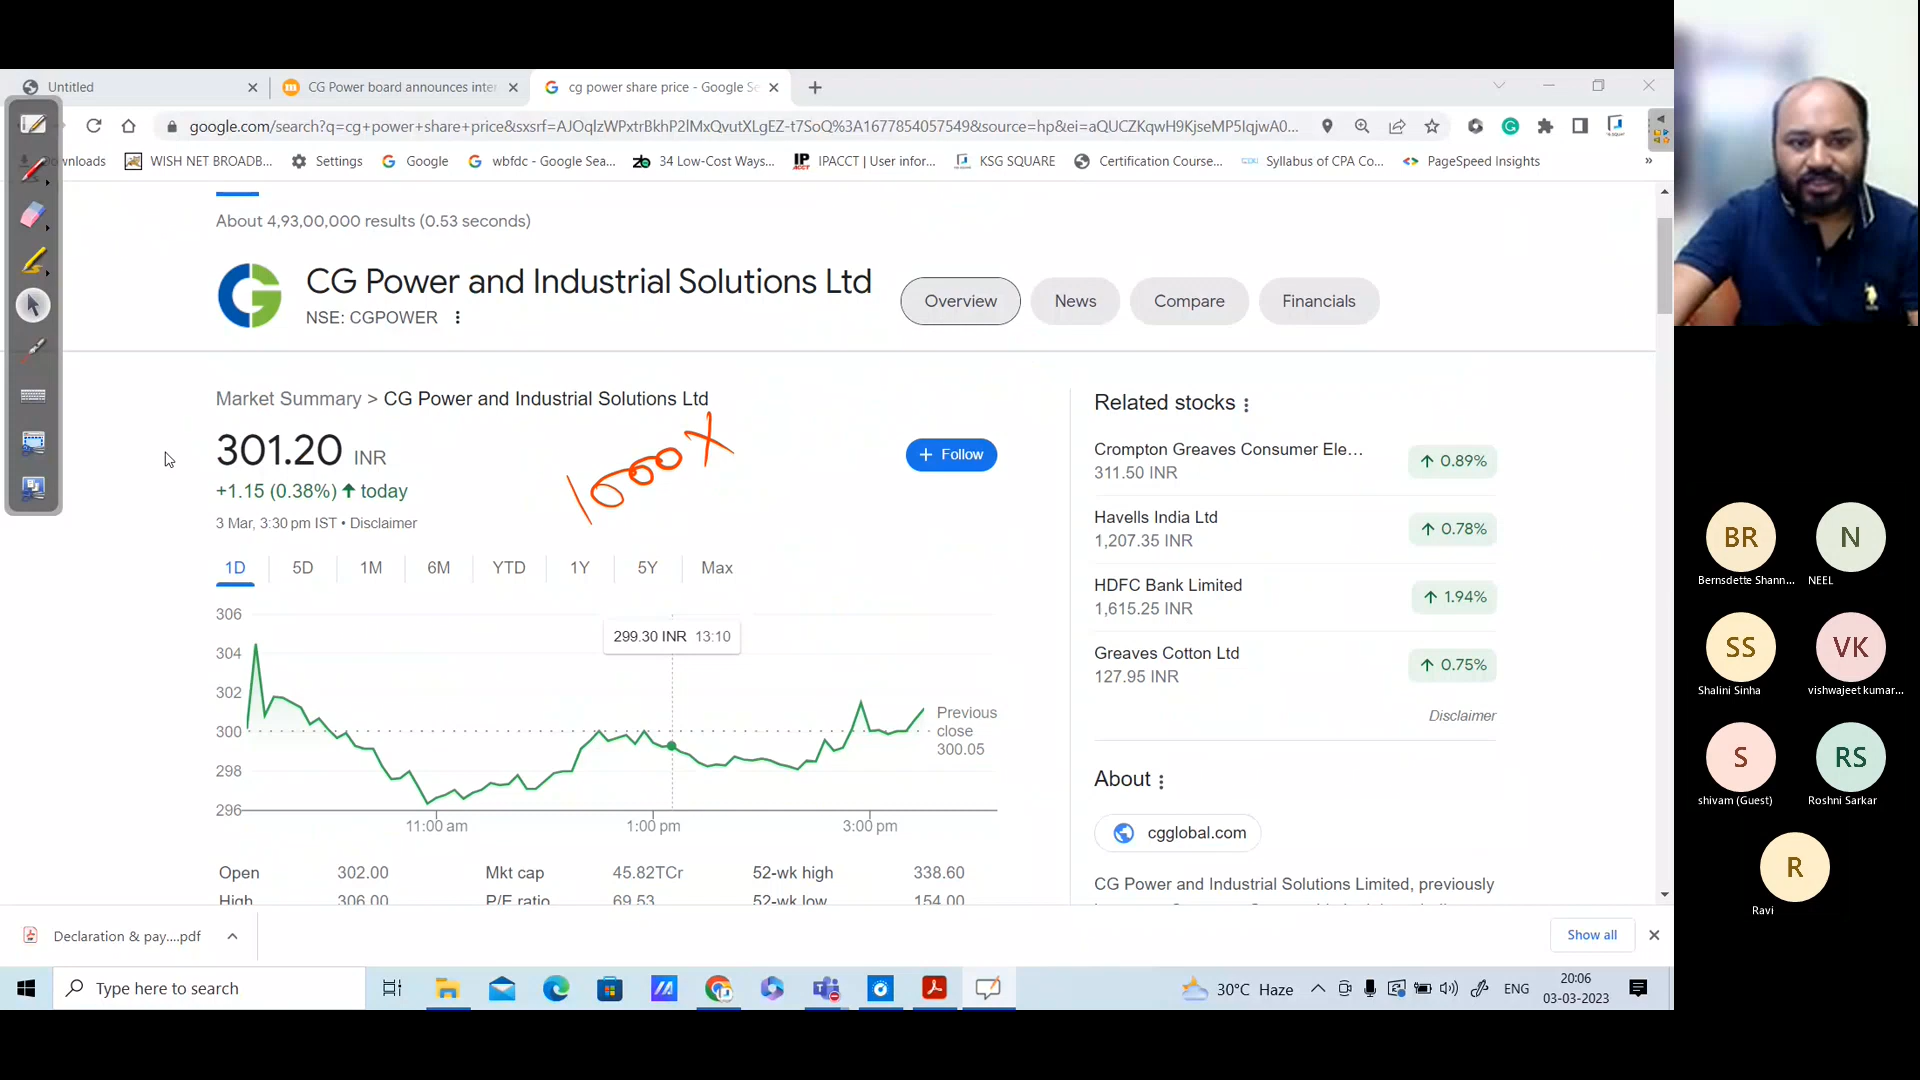 Untitled
CG Power board announces inter
cg power share price - Google Se
google.com/search?q=cg+power+share+price&sxsrf=AJOqlzWPxtrBkhP2lMxQvutXLgEZ-t7SoQ%3A1677854057549&source=hp&ei=aQUCZKqwH9KjseMP5IqjwA0...
ownloads
WISH NET BROADB...
Settings
Google
wbfdc - Google Sea...
34 Low-Cost Ways...
IPACCT | User infor...
KSG SQUARE
Certification Course...
Syllabus of CPA Co...
PageSpeed Insights
»
About 4,93,00,000 results (0.53 seconds)
CG Power and Industrial Solutions Ltd
NSE: CGPOWER
Overview
News
Compare
Financials
Market Summary > CG Power and Industrial Solutions Ltd
301.20 INR
+1.15 (0.38%) ↑ today
3 Mar, 3:30 pm IST • Disclaimer
1000 X
+ Follow
1D 5D 1M 6M YTD 1Y 5Y Max
306
304
302
300
298
296
299.30 INR 13:10
Previous
close
300.05
11:00 am 1:00 pm 3:00 pm
Open 302.00 Mkt cap 45.82TCr 52-wk high 338.60
High 306.00 P/E ratio 69.53 52-wk low 154.00
Related stocks
Crompton Greaves Consumer Ele...
311.50 INR
↑ 0.89%
Havells India Ltd
1,207.35 INR
↑ 0.78%
HDFC Bank Limited
1,615.25 INR
↑ 1.94%
Greaves Cotton Ltd
127.95 INR
↑ 0.75%
Disclaimer
About
cgglobal.com
CG Power and Industrial Solutions Limited, previously
Declaration & pay....pdf
Show all
Type here to search
30°C Haze
ENG
20:06
03-03-2023
BR
Bernsdette Shann...
N
NEEL
SS
Shalini Sinha
VK
vishwajeet kumar...
S
shivam (Guest)
RS
Roshni Sarkar
R
Ravi